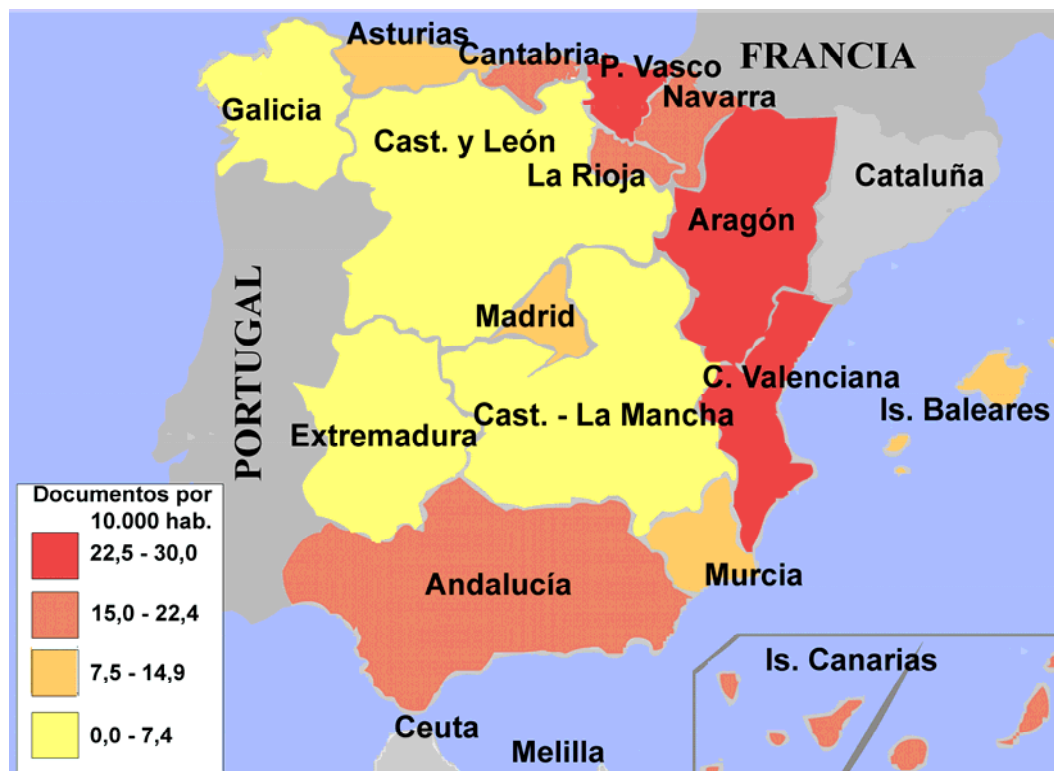 Asturias
Cantabria
P. Vasco
FRANCIA
Navarra
Galicia
Cast. y León
La Rioja
Cataluña
Aragón
Madrid
PORTUGAL
C. Valenciana
Is. Baleares
Cast. - La Mancha
Extremadura
Documentos por
10.000 hab.
22,5 - 30,0
15,0 - 22,4
7,5 - 14,9
0,0 - 7,4
Andalucía
Murcia
Is. Canarias
Ceuta
Melilla